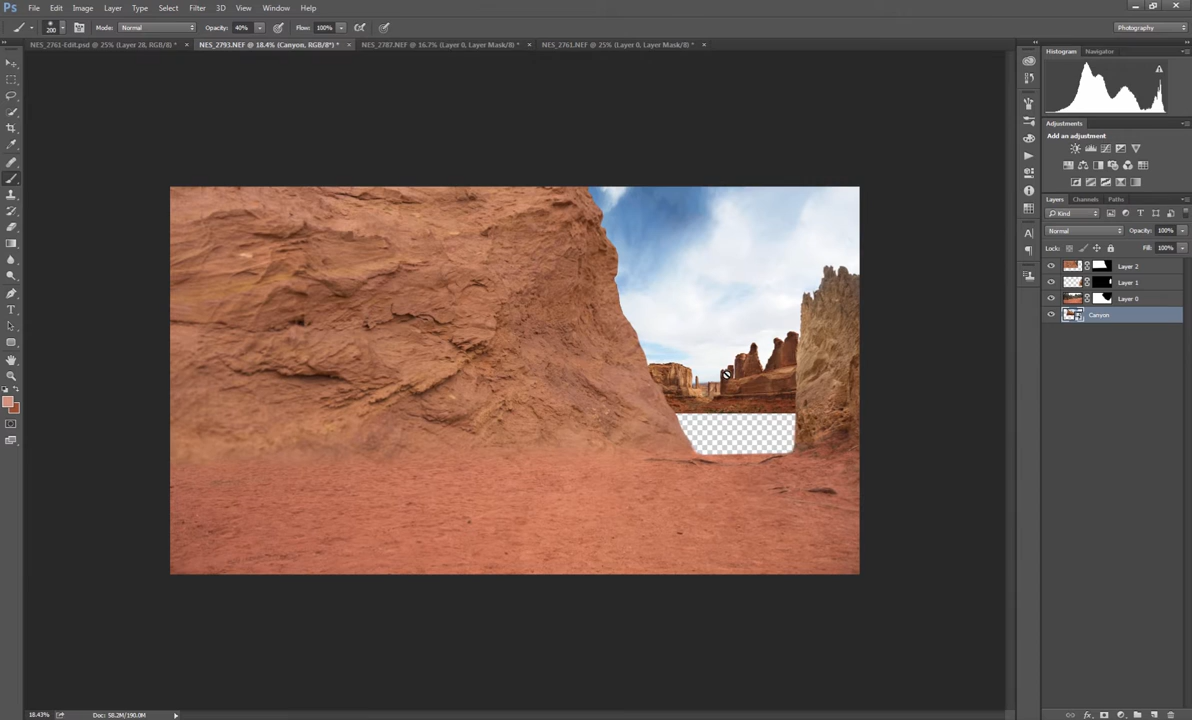 Ps File Edit Image Layer Type Select Filter 3D View Window Help
200 Mode: Normal Opacity: 40% Flow: 100% Photography
NES_2761-Edit.psd @ 25% (Layer 28, RGB/8) * × NES_2793.NEF @ 18.4% (Canyon, RGB/8*) * × NES_2787.NEF @ 16.7% (Layer 0, Layer Mask/8) * × NES_2761.NEF @ 25% (Layer 0, Layer Mask/8) * ×
Histogram Navigator
Adjustments
Add an adjustment
Layers Channels Paths
Kind
Normal Opacity: 100%
Lock: Fill: 100%
Layer 2
Layer 1
Layer 0
Canyon
18.43% Doc: 58.2M/190.0M